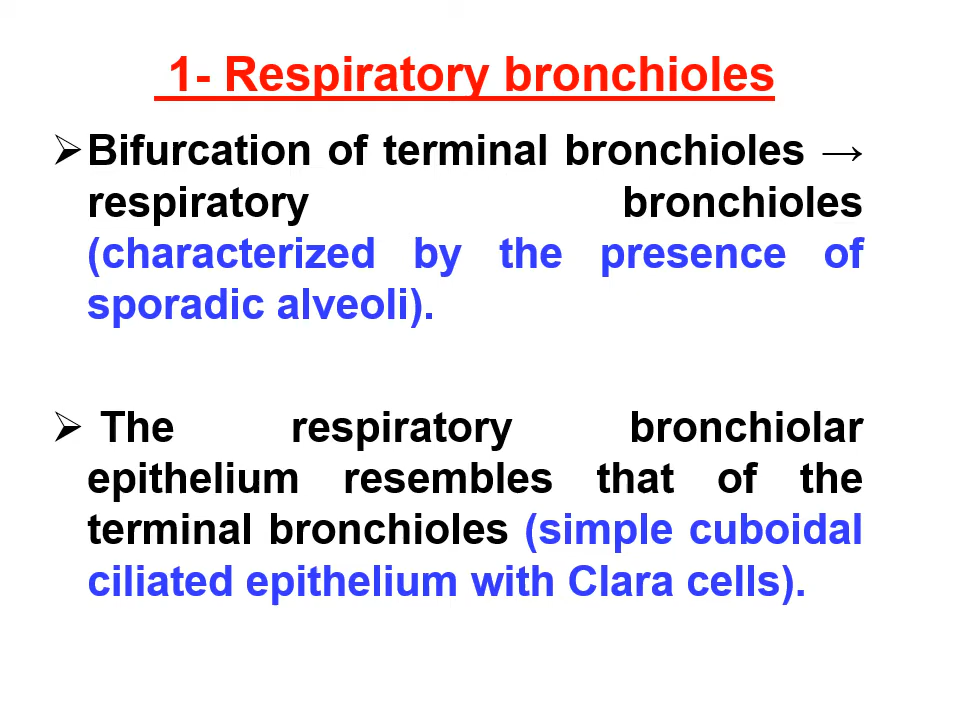 1- Respiratory bronchioles
➢Bifurcation of terminal bronchioles →
respiratory bronchioles
(characterized by the presence of
sporadic alveoli).
➢ The respiratory bronchiolar
epithelium resembles that of the
terminal bronchioles (simple cuboidal
ciliated epithelium with Clara cells).